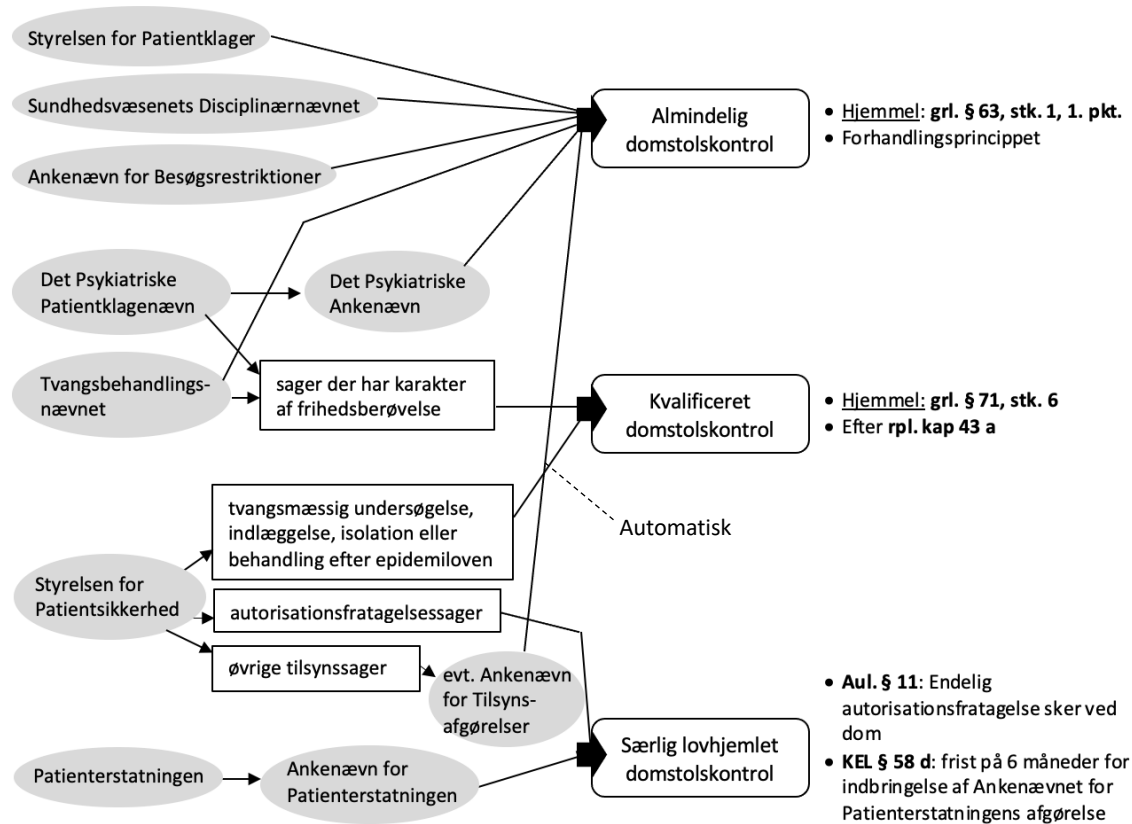 Styrelsen for Patientklager
Sundhedsvæsenets Disciplinærnævnet
Ankenævn for Besøgsrestriktioner
Almindelig
domstolskontrol
• Hjemmel: grl. § 63, stk. 1, 1. pkt.
• Forhandlingsprincippet
Det Psykiatriske
Patientklagenævn
Det Psykiatriske
Ankenævn
Tvangsbehandlings-
nævnet
sager der har karakter
af frihedsberøvelse
Kvalificeret
domstolskontrol
• Hjemmel: grl. § 71, stk. 6
• Efter rpl. kap 43 a
tvangsmæssig undersøgelse,
indlæggelse, isolation eller
behandling efter epidemiloven
Automatisk
Styrelsen for
Patientsikkerhed
autorisationsfratagelsessager
øvrige tilsynssager
evt. Ankenævn
for Tilsyns-
afgørelser
Patienterstatningen
Ankenævn for
Patienterstatningen
Særlig lovhjemlet
domstolskontrol
• Aul. § 11: Endelig
autorisationsfratagelse sker ved
dom
• KEL § 58 d: frist på 6 måneder for
indbringelse af Ankenævnet for
Patienterstatningens afgørelse